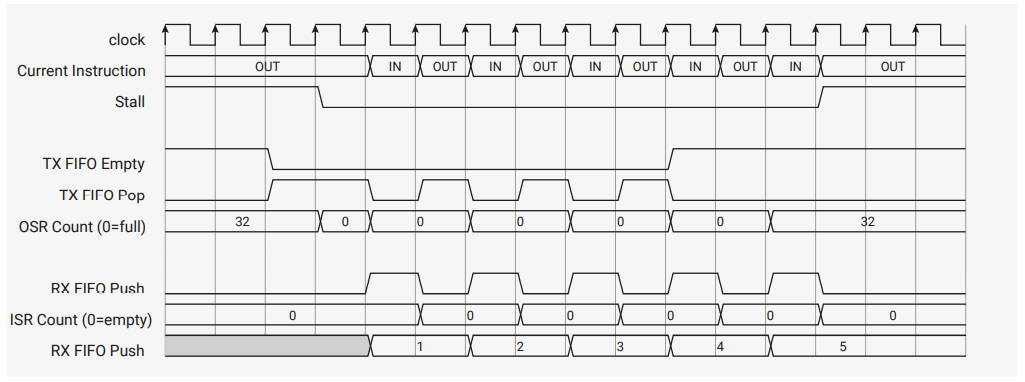 clock
Current Instruction OUT IN OUT IN OUT IN OUT IN OUT IN OUT
Stall
TX FIFO Empty
TX FIFO Pop
OSR Count (0=full) 32 0 0 0 0 0 32
RX FIFO Push
ISR Count (0=empty) 0 0 0 0 0 0 0
RX FIFO Push 1 2 3 4 5